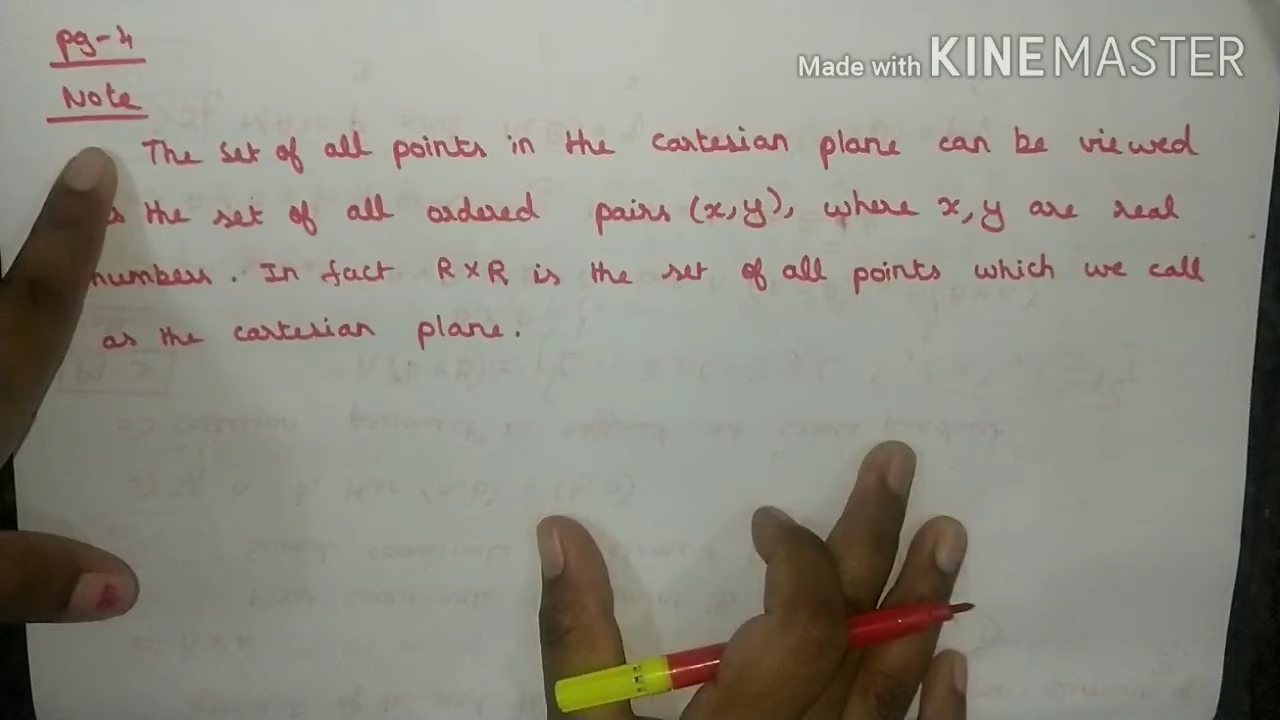 pg-4
Made with KINEMASTER
Note
The set of all points in the cartesian plane can be viewed
the set of all ordered pairs (x,y), where x,y are real
numbers. In fact R×R is the set of all points which we call
as the cartesian plane.